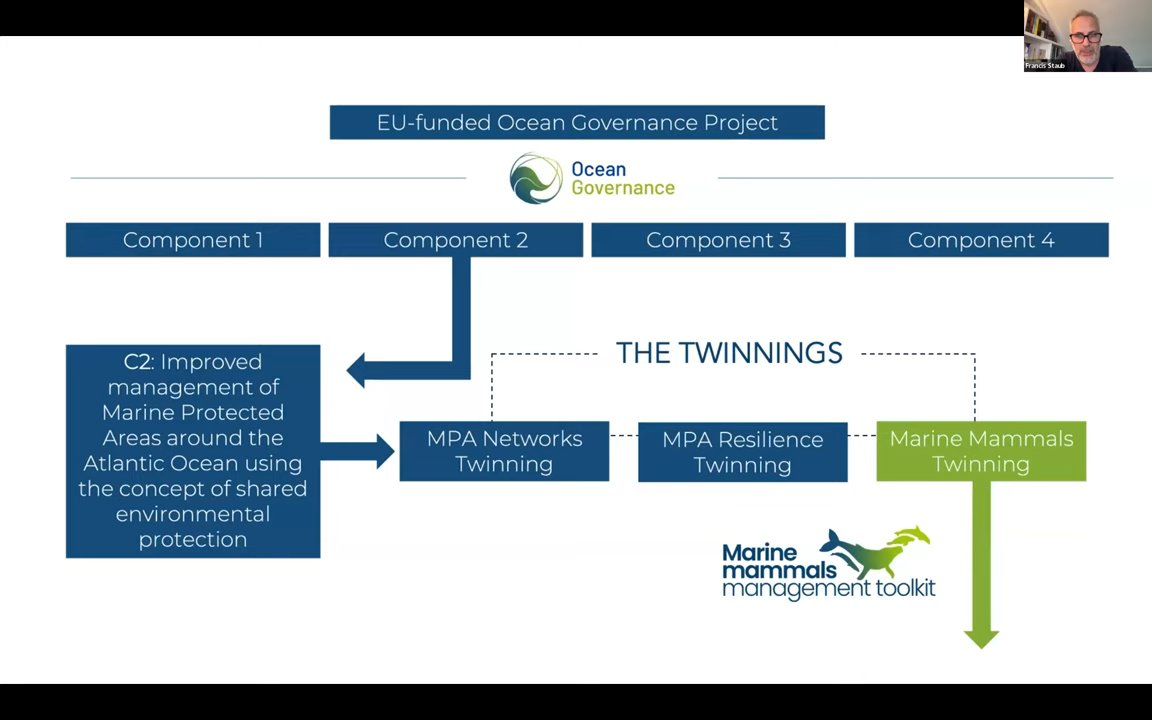 Francis Staub
EU-funded Ocean Governance Project
Ocean
Governance
Component 1
Component 2
Component 3
Component 4
C2: Improved
management of
Marine Protected
Areas around the
Atlantic Ocean using
the concept of shared
environmental
protection
THE TWINNINGS
MPA Networks
Twinning
MPA Resilience
Twinning
Marine Mammals
Twinning
Marine
mammals
management toolkit